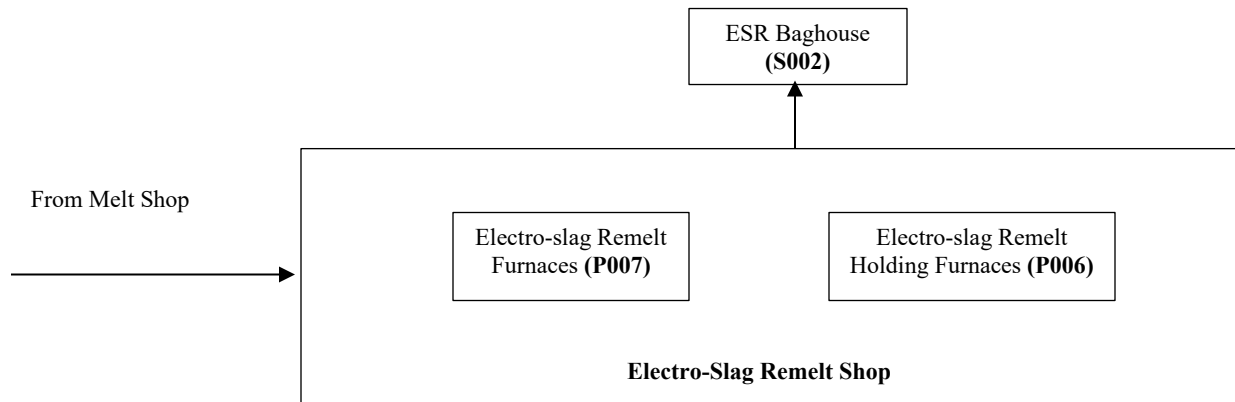 ESR Baghouse
(S002)
From Melt Shop
Electro-slag Remelt
Furnaces (P007)
Electro-slag Remelt
Holding Furnaces (P006)
Electro-Slag Remelt Shop